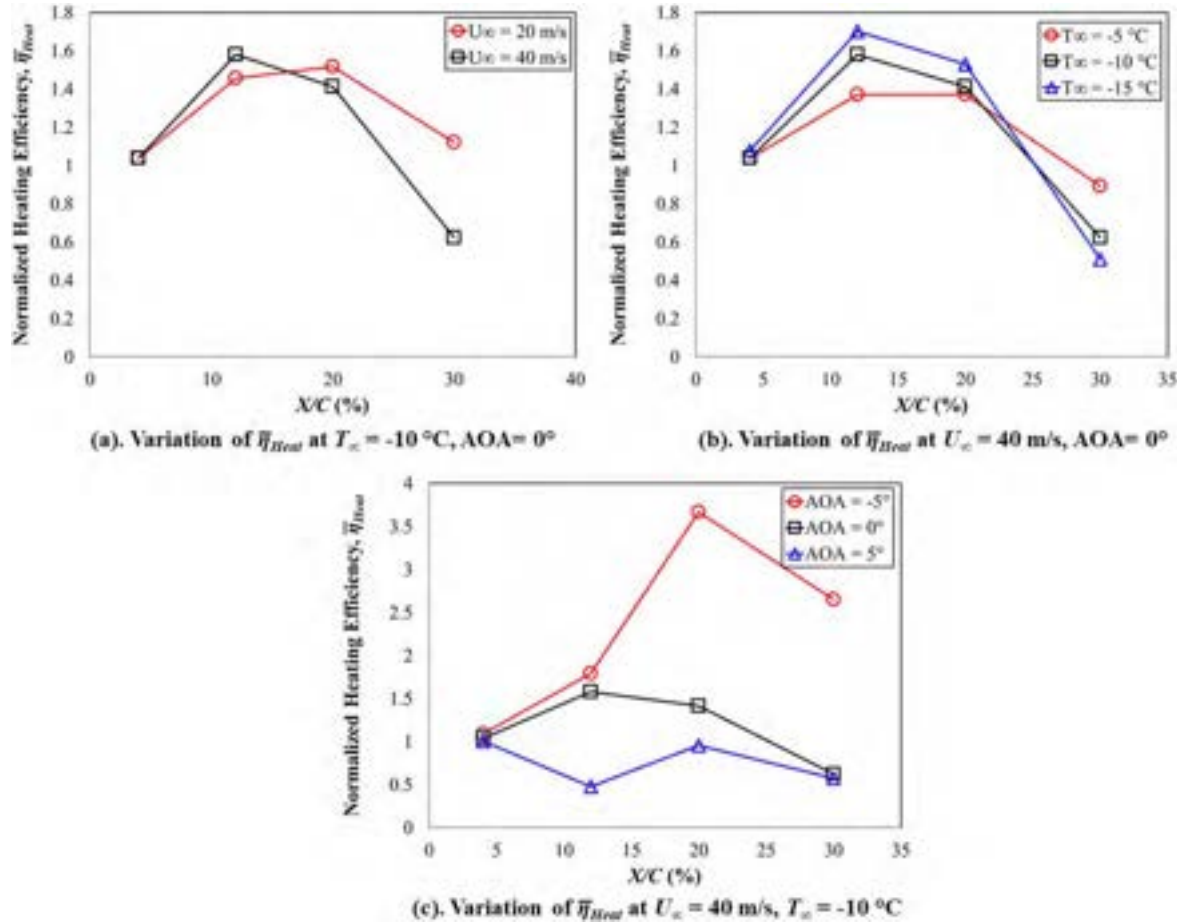 Normalized Heating Efficiency, η̅Heat
1.8
1.6
1.4
1.2
1
0.8
0.6
0.4
0.2
0
U∞ = 20 m/s
U∞ = 40 m/s
0 10 20 30 40
X/C (%)
(a). Variation of η̅Heat at T∞ = -10 °C, AOA= 0°
Normalized Heating Efficiency, η̅Heat
1.8
1.6
1.4
1.2
1
0.8
0.6
0.4
0.2
0
T∞ = -5 °C
T∞ = -10 °C
T∞ = -15 °C
0 5 10 15 20 25 30 35
X/C (%)
(b). Variation of η̅Heat at U∞ = 40 m/s, AOA= 0°
Normalized Heating Efficiency, η̅Heat
4
3.5
3
2.5
2
1.5
1
0.5
0
AOA = -5°
AOA = 0°
AOA = 5°
0 5 10 15 20 25 30 35
X/C (%)
(c). Variation of η̅Heat at U∞ = 40 m/s, T∞ = -10 °C